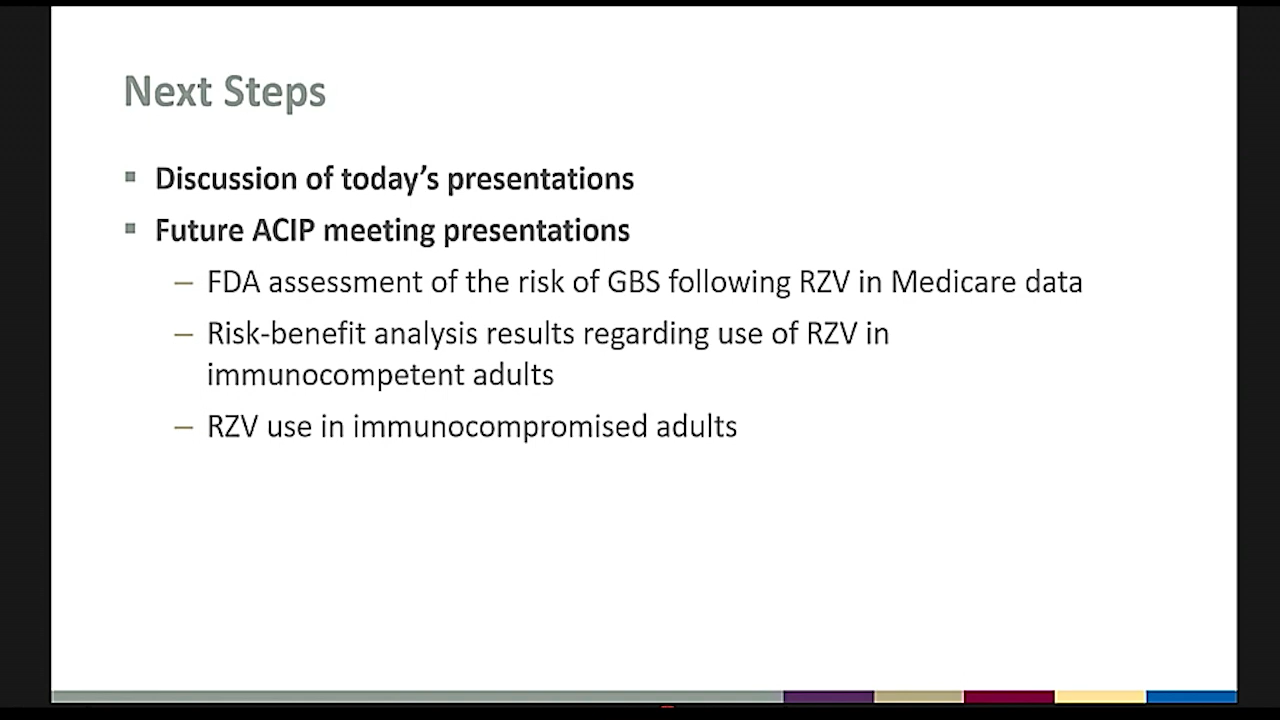 Next Steps
▪ Discussion of today’s presentations
▪ Future ACIP meeting presentations
– FDA assessment of the risk of GBS following RZV in Medicare data
– Risk-benefit analysis results regarding use of RZV in
immunocompetent adults
– RZV use in immunocompromised adults